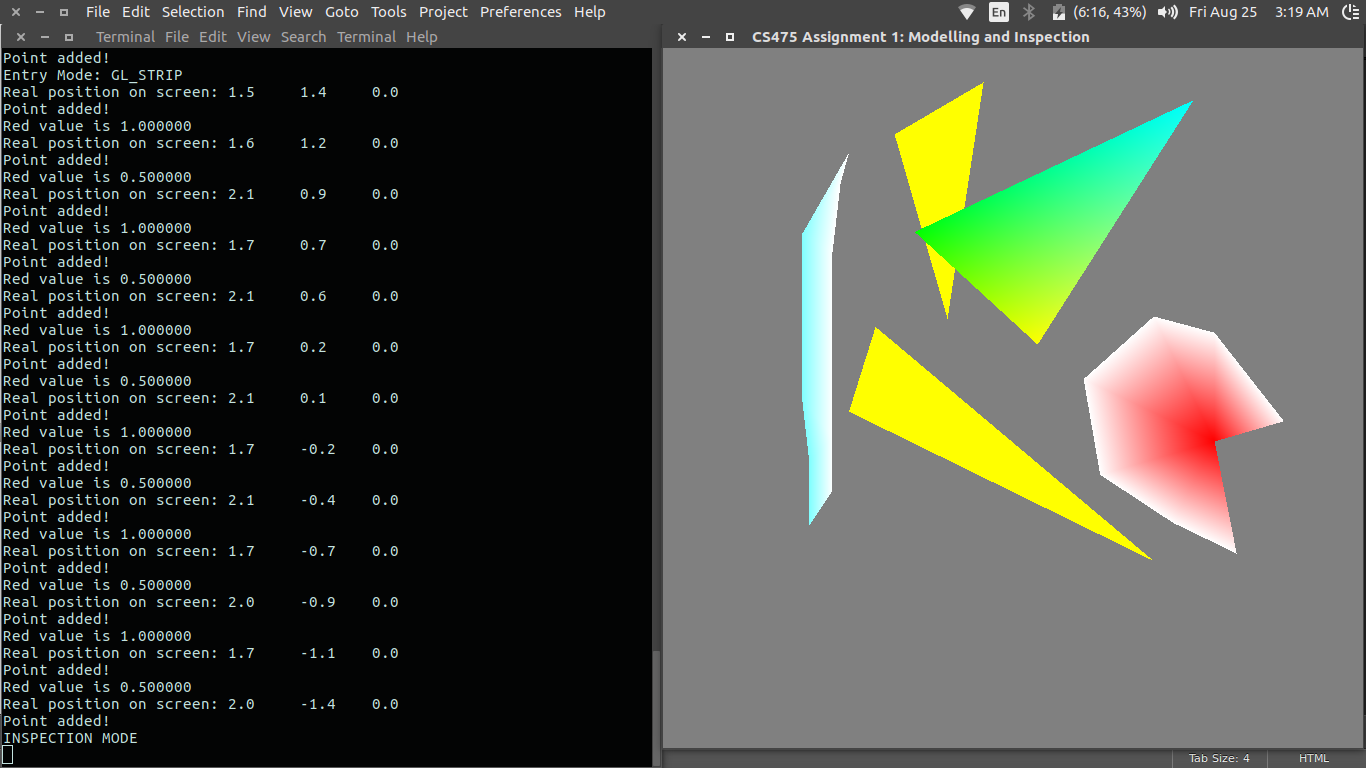 File Edit Selection Find View Goto Tools Project Preferences Help En (6:16, 43%) Fri Aug 25 3:19 AM
Terminal File Edit View Search Terminal Help
CS475 Assignment 1: Modelling and Inspection
Point added!
Entry Mode: GL_STRIP
Real position on screen: 1.5 1.4 0.0
Point added!
Red value is 1.000000
Real position on screen: 1.6 1.2 0.0
Point added!
Red value is 0.500000
Real position on screen: 2.1 0.9 0.0
Point added!
Red value is 1.000000
Real position on screen: 1.7 0.7 0.0
Point added!
Red value is 0.500000
Real position on screen: 2.1 0.6 0.0
Point added!
Red value is 1.000000
Real position on screen: 1.7 0.2 0.0
Point added!
Red value is 0.500000
Real position on screen: 2.1 0.1 0.0
Point added!
Red value is 1.000000
Real position on screen: 1.7 -0.2 0.0
Point added!
Red value is 0.500000
Real position on screen: 2.1 -0.4 0.0
Point added!
Red value is 1.000000
Real position on screen: 1.7 -0.7 0.0
Point added!
Red value is 0.500000
Real position on screen: 2.0 -0.9 0.0
Point added!
Red value is 1.000000
Real position on screen: 1.7 -1.1 0.0
Point added!
Red value is 0.500000
Real position on screen: 2.0 -1.4 0.0
Point added!
INSPECTION MODE
Tab Size: 4 HTML